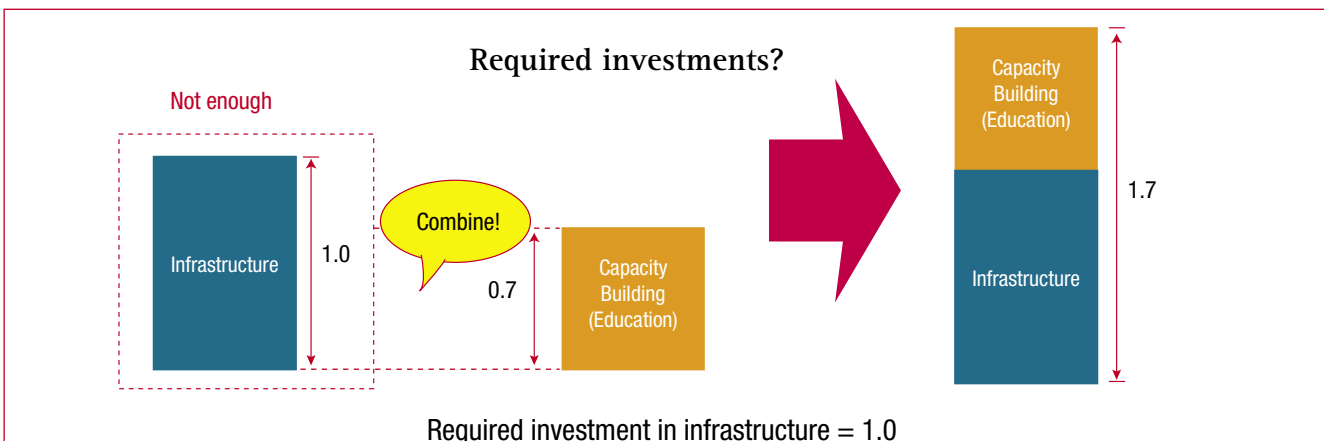 Required investments?
Not enough
Infrastructure
1.0
Combine!
0.7
Capacity
Building
(Education)
Capacity
Building
(Education)
Infrastructure
1.7
Required investment in infrastructure = 1.0